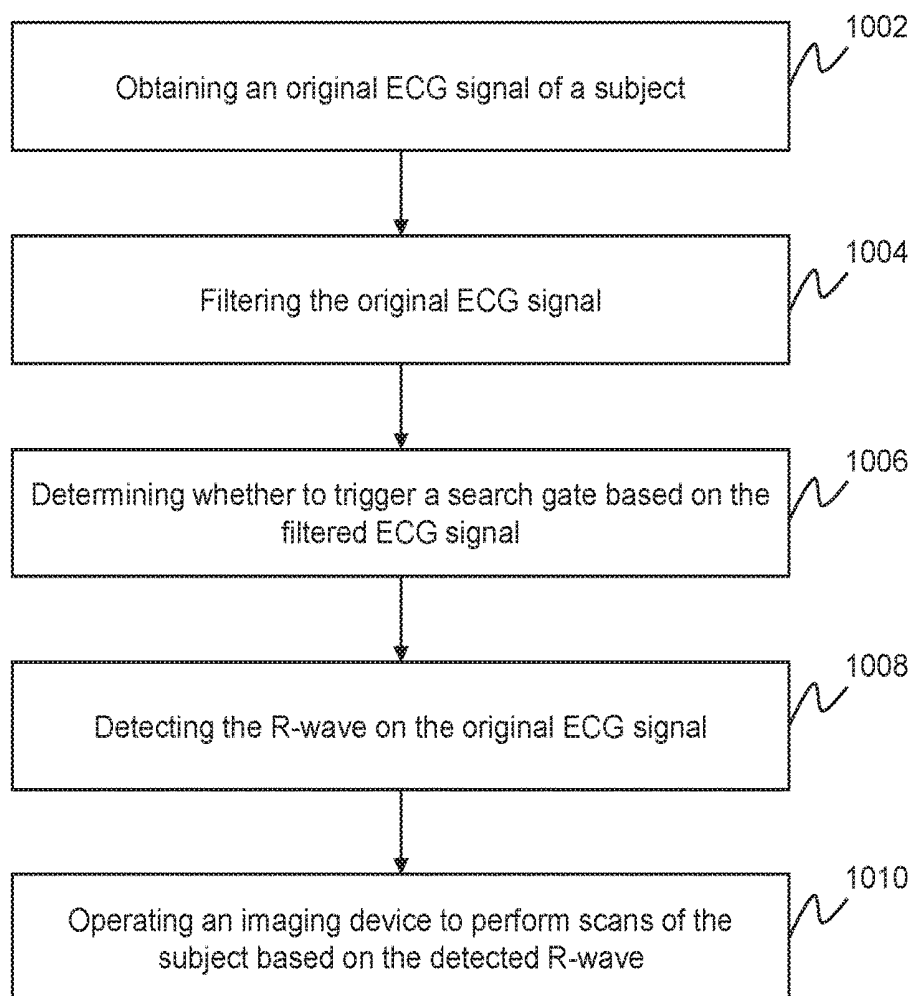 1002
Obtaining an original ECG signal of a subject
1004
Filtering the original ECG signal
1006
Determining whether to trigger a search gate based on the
filtered ECG signal
1008
Detecting the R-wave on the original ECG signal
1010
Operating an imaging device to perform scans of the
subject based on the detected R-wave